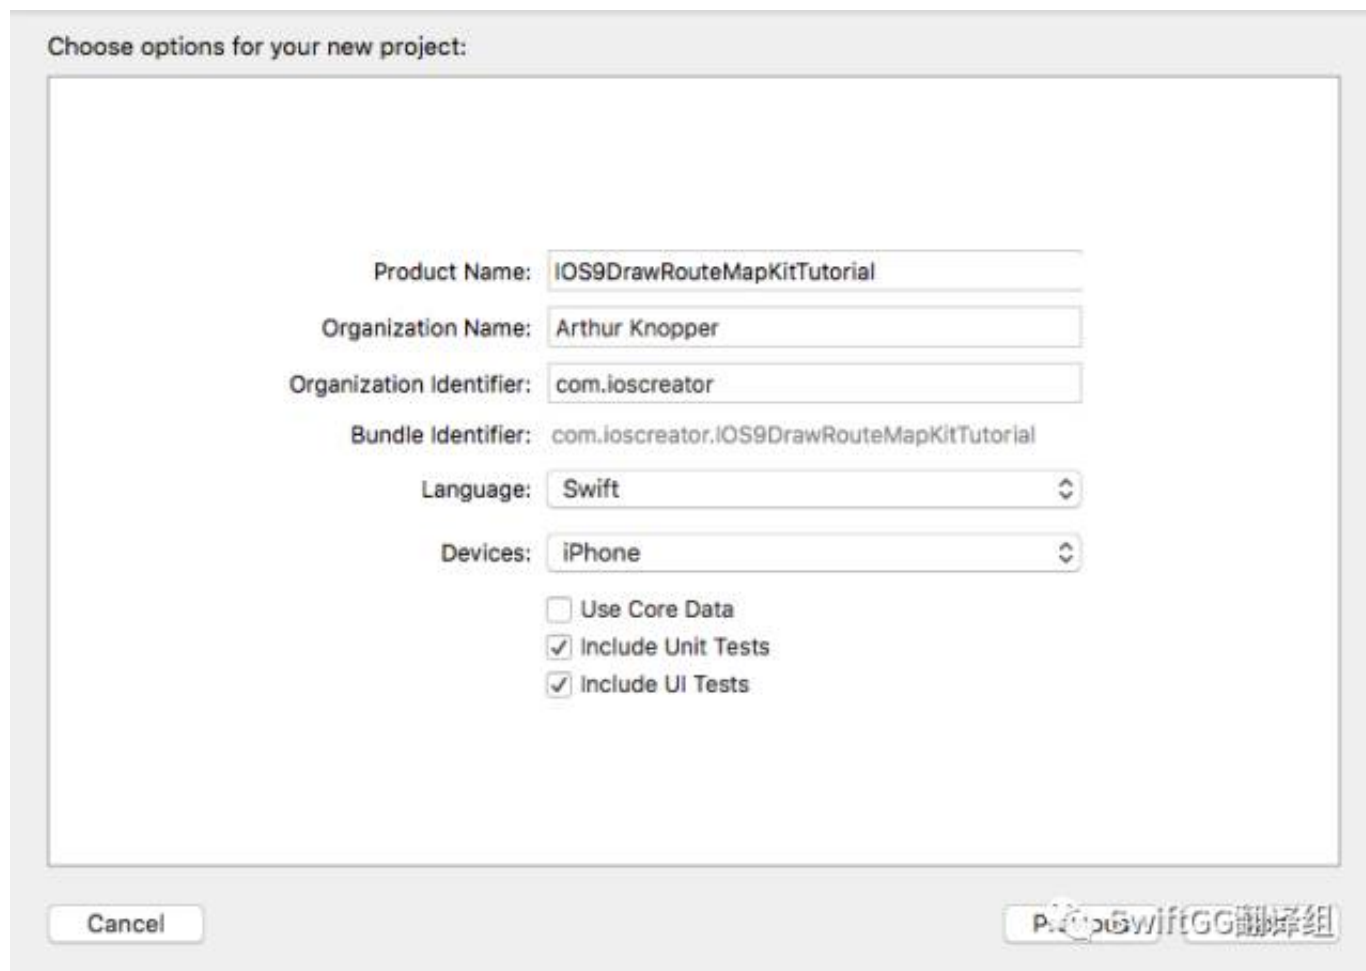 Choose options for your new project:
Product Name: IOS9DrawRouteMapKitTutorial
Organization Name: Arthur Knopper
Organization Identifier: com.ioscreator
Bundle Identifier: com.ioscreator.IOS9DrawRouteMapKitTutorial
Language: Swift
Devices: iPhone
Use Core Data
Include Unit Tests
Include UI Tests
Cancel SwiftGG翻译组